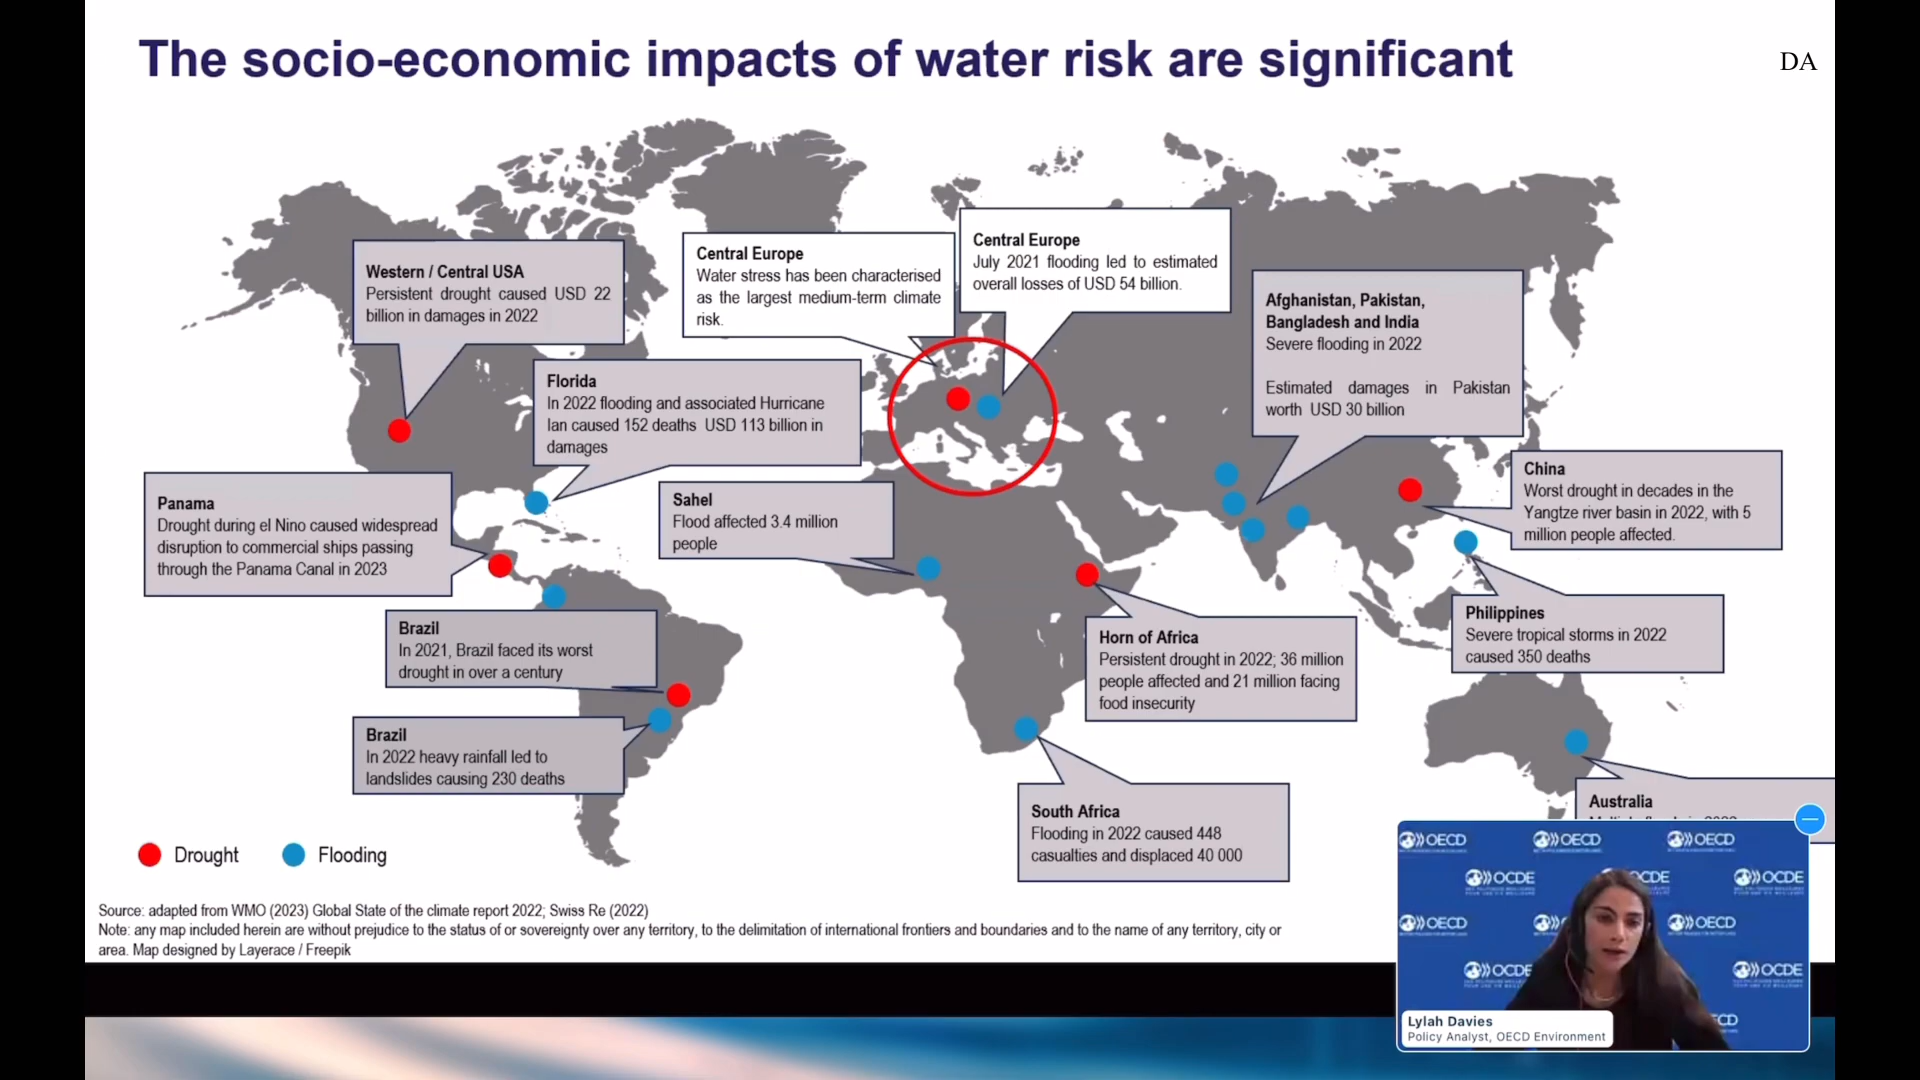 The socio-economic impacts of water risk are significant
DA
Western / Central USA
Persistent drought caused USD 22
billion in damages in 2022
Central Europe
Water stress has been characterised
as the largest medium-term climate
risk.
Central Europe
July 2021 flooding led to estimated
overall losses of USD 54 billion.
Afghanistan, Pakistan,
Bangladesh and India
Severe flooding in 2022
Estimated damages in Pakistan
worth USD 30 billion
Florida
In 2022 flooding and associated Hurricane
Ian caused 152 deaths USD 113 billion in
damages
Panama
Drought during el Nino caused widespread
disruption to commercial ships passing
through the Panama Canal in 2023
Sahel
Flood affected 3.4 million
people
China
Worst drought in decades in the
Yangtze river basin in 2022, with 5
million people affected.
Brazil
In 2021, Brazil faced its worst
drought in over a century
Horn of Africa
Persistent drought in 2022; 36 million
people affected and 21 million facing
food insecurity
Philippines
Severe tropical storms in 2022
caused 350 deaths
Brazil
In 2022 heavy rainfall led to
landslides causing 230 deaths
South Africa
Flooding in 2022 caused 448
casualties and displaced 40 000
Australia
Drought
Flooding
Source: adapted from WMO (2023) Global State of the climate report 2022; Swiss Re (2022)
Note: any map included herein are without prejudice to the status of or sovereignty over any territory, to the delimitation of international frontiers and boundaries and to the name of any territory, city or
area. Map designed by Layerace / Freepik
OECD OECD OECD
OCDE OCDE OCDE
OECD OECD
OCDE OCDE
Lylah Davies
Policy Analyst, OECD Environment